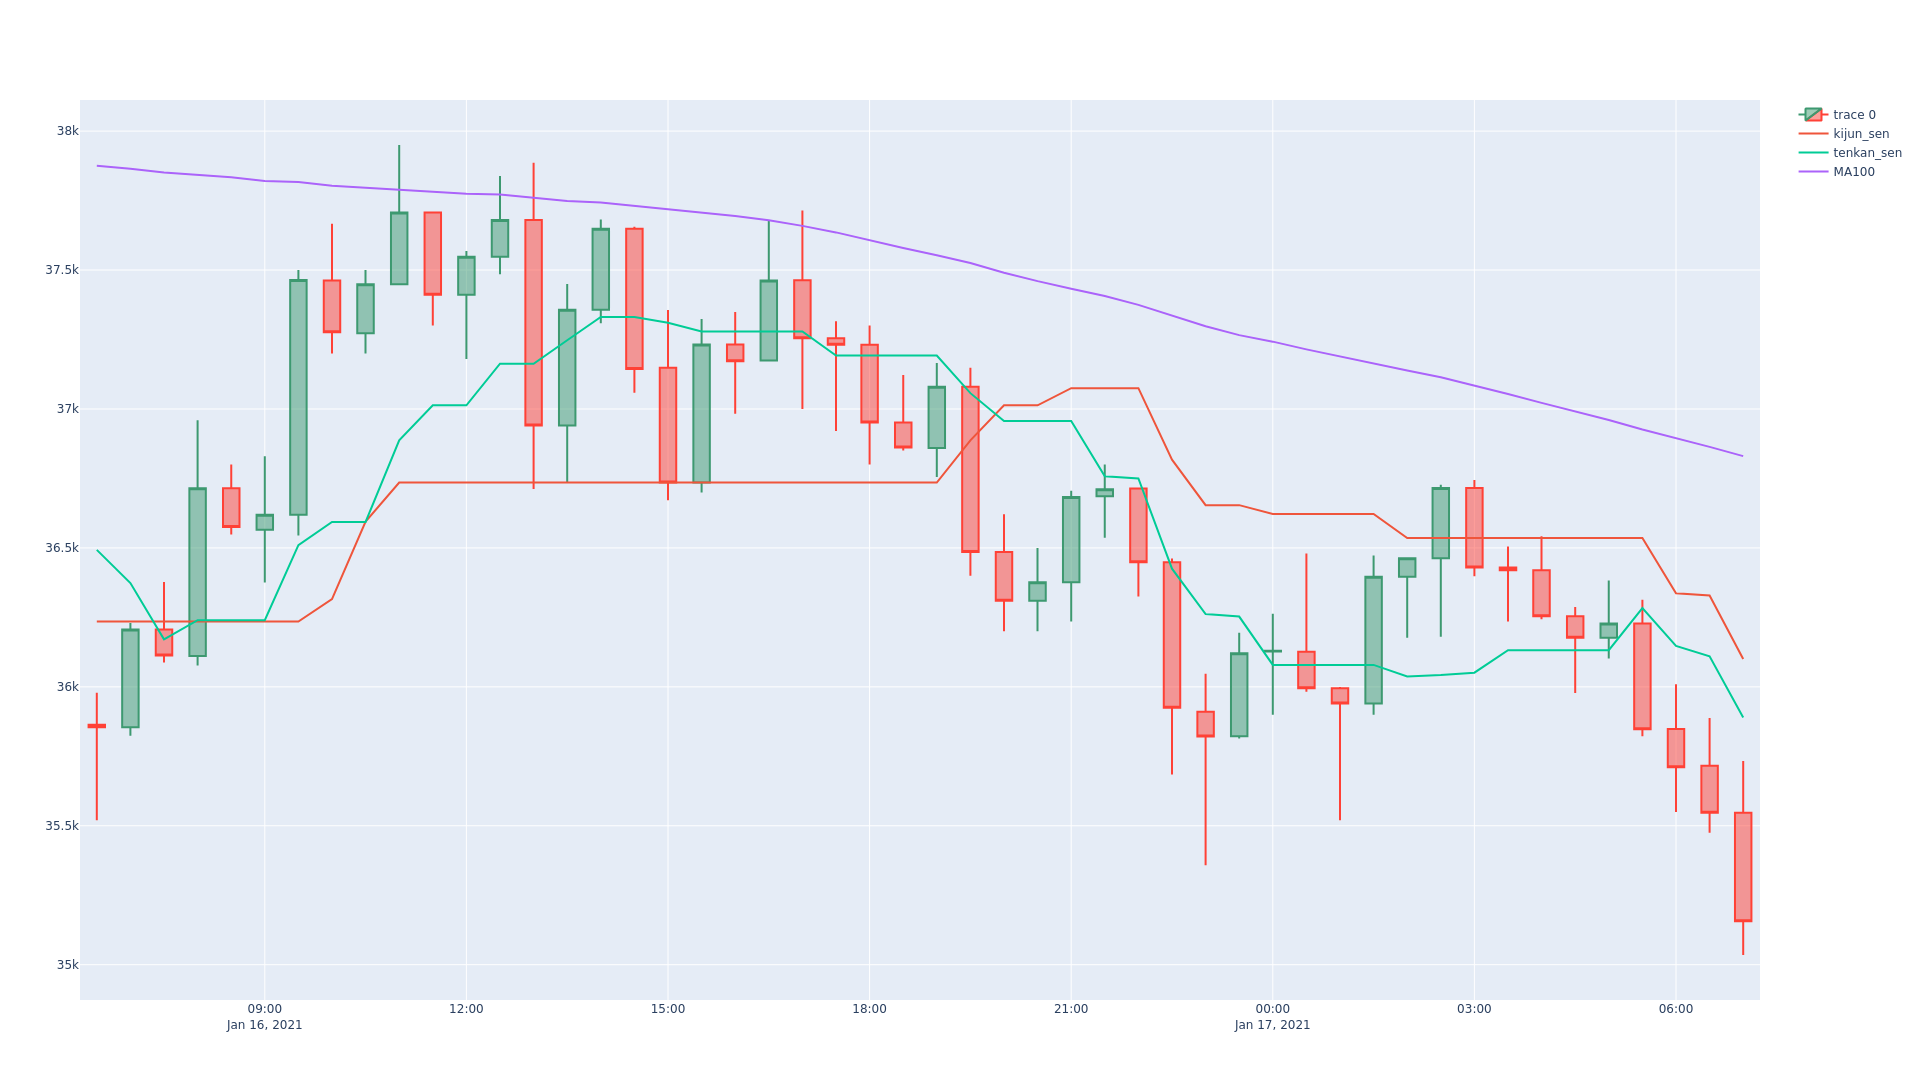 38k
37.5k
37k
36.5k
36k
35.5k
35k
09:00
Jan 16, 2021
12:00
15:00
18:00
21:00
00:00
Jan 17, 2021
03:00
06:00
trace 0
kijun_sen
tenkan_sen
MA100